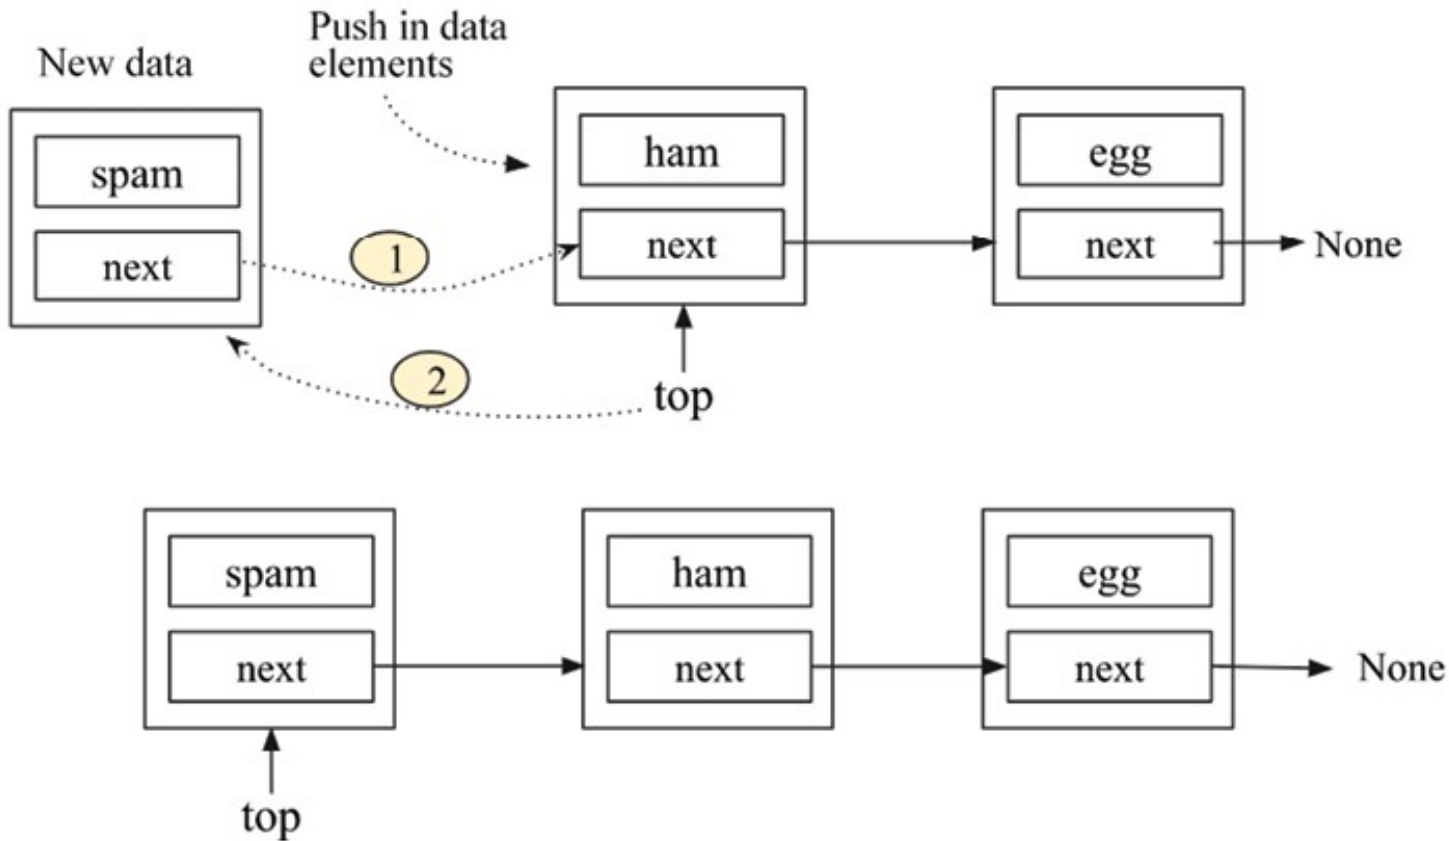 Push in data
elements
New data
spam
next
1
ham
next
egg
next
None
2
top
spam
next
ham
next
egg
next
None
top